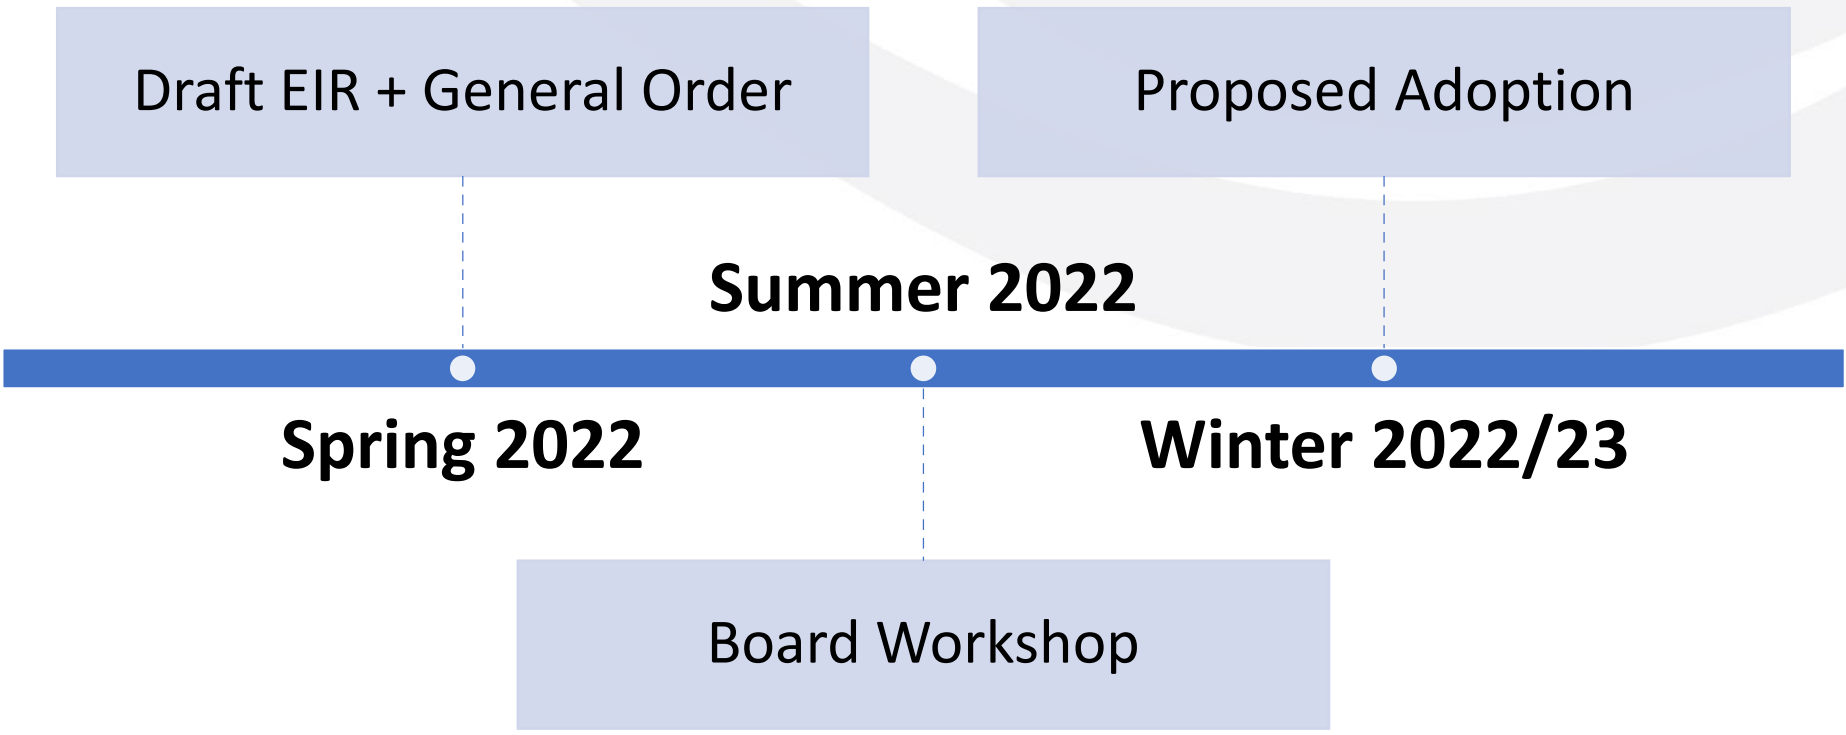 Draft EIR + General Order
Proposed Adoption
Summer 2022
Spring 2022
Winter 2022/23
Board Workshop